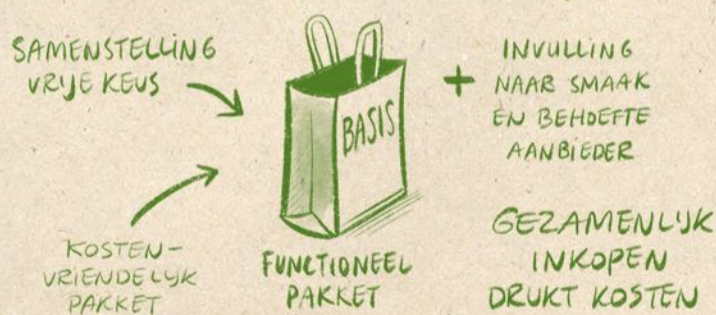 SAMENSTELLING
VRIJE KEUS
KOSTEN-
VRIENDELIJK
PAKKET
BASIS
FUNCTIONEEL
PAKKET
+
INVULLING
NAAR SMAAK
EN BEHOEFTE
AANBIEDER
GEZAMENLIJK
INKOPEN
DRUKT KOSTEN